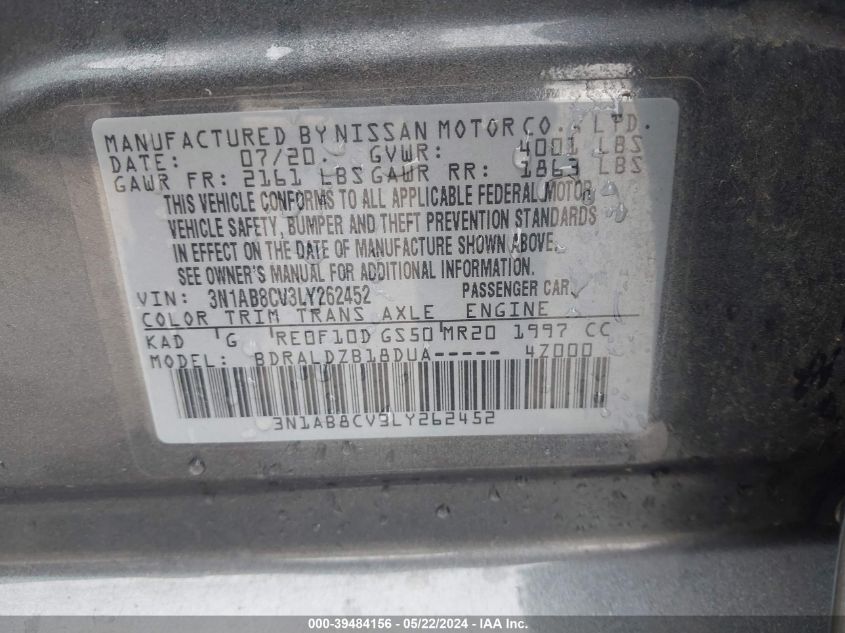 MANUFACTURED BY NISSAN MOTOR CO., LTD.
DATE: 07/20 GVWR: 4001 LBS
GAWR FR: 2161 LBS GAWR RR: 1863 LBS
THIS VEHICLE CONFORMS TO ALL APPLICABLE FEDERAL MOTOR
VEHICLE SAFETY, BUMPER AND THEFT PREVENTION STANDARDS
IN EFFECT ON THE DATE OF MANUFACTURE SHOWN ABOVE.
SEE OWNER'S MANUAL FOR ADDITIONAL INFORMATION.
VIN: 3N1AB8CV3LY262452 PASSENGER CAR
COLOR TRIM TRANS AXLE ENGINE
KAD G RE0F10D GS50 MR20 1997 CC
MODEL: BDRALDZB18DUA----- 4Z000
3N1AB8CV3LY262452
000-39484156 - 05/22/2024 - IAAI.com